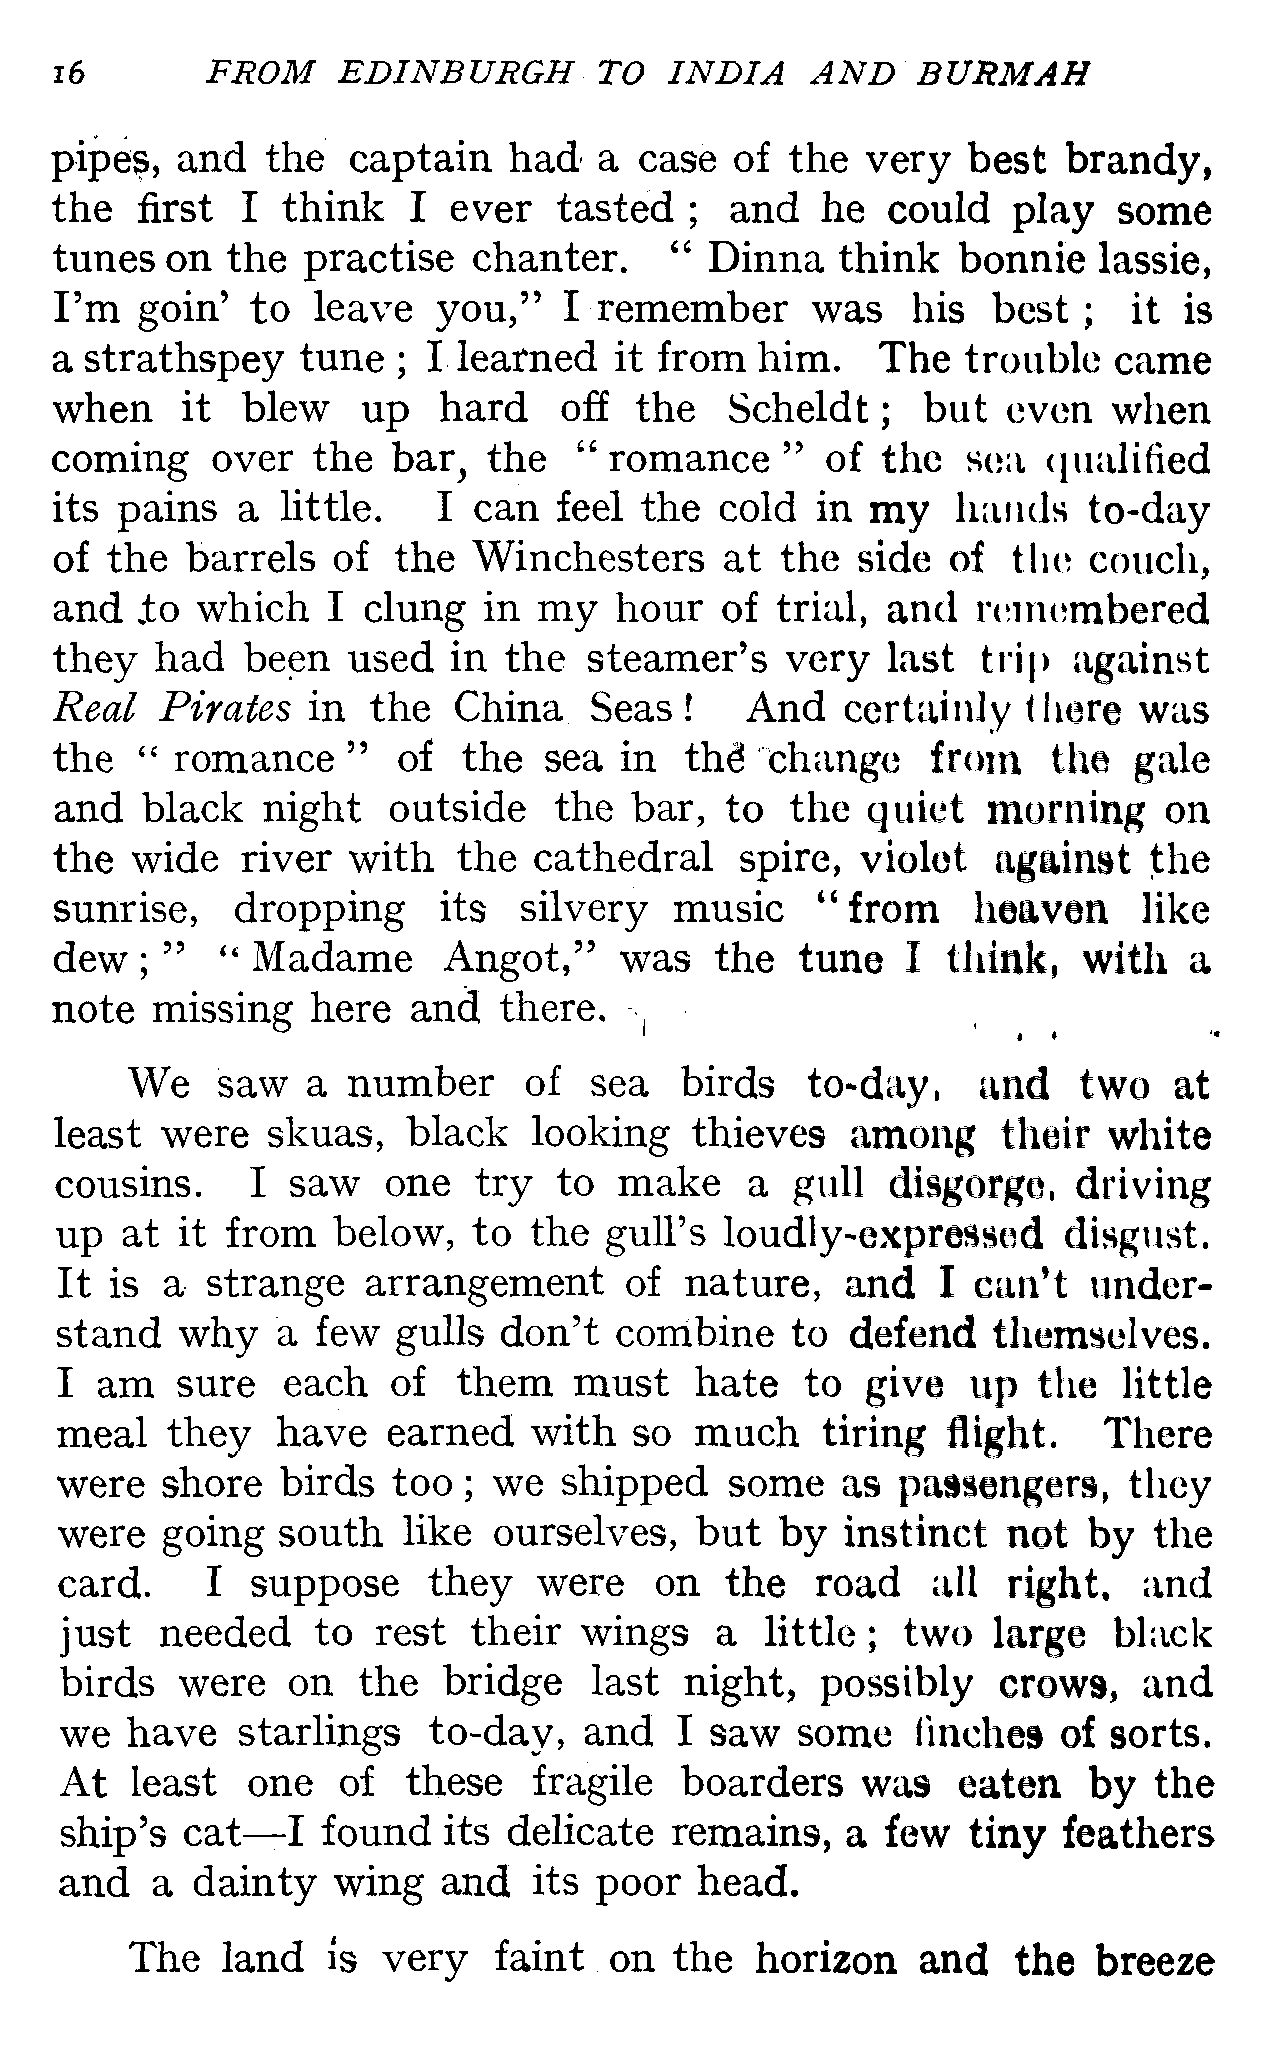 16 FROM EDINBURGH TO INDIA AND BURMAH
pipes, and the captain had a case of the very best brandy,
the first I think I ever tasted ; and he could play some
tunes on the practise chanter. “ Dinna think bonnie lassie,
I'm goin’ to leave you,” I remember was his best ; it is
a strathspey tune ; I learned it from him. The trouble came
when it blew up hard off the Scheldt ; but even when
coming over the bar, the “ romance ” of the sea qualified
its pains a little. I can feel the cold in my hands to-day
of the barrels of the Winchesters at the side of the couch,
and to which I clung in my hour of trial, and remembered
they had been used in the steamer’s very last trip against
Real Pirates in the China Seas ! And certainly there was
the “ romance ” of the sea in the change from the gale
and black night outside the bar, to the quiet morning on
the wide river with the cathedral spire, violet against the
sunrise, dropping its silvery music “ from heaven like
dew ; ” “ Madame Angot,” was the tune I think, with a
note missing here and there.
We saw a number of sea birds to-day, and two at
least were skuas, black looking thieves among their white
cousins. I saw one try to make a gull disgorge, driving
up at it from below, to the gull’s loudly-expressed disgust.
It is a strange arrangement of nature, and I can’t under-
stand why a few gulls don’t combine to defend themselves.
I am sure each of them must hate to give up the little
meal they have earned with so much tiring flight. There
were shore birds too ; we shipped some as passengers, they
were going south like ourselves, but by instinct not by the
card. I suppose they were on the road all right, and
just needed to rest their wings a little ; two large black
birds were on the bridge last night, possibly crows, and
we have starlings to-day, and I saw some finches of sorts.
At least one of these fragile boarders was eaten by the
ship’s cat—I found its delicate remains, a few tiny feathers
and a dainty wing and its poor head.
The land is very faint on the horizon and the breeze